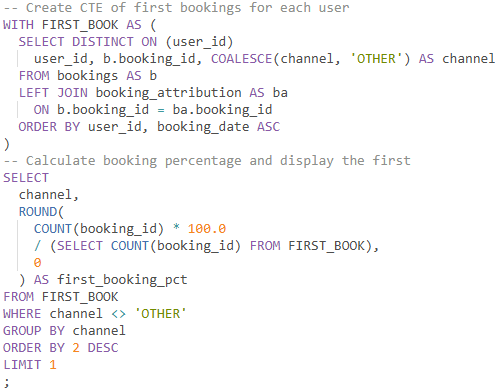 -- Create CTE of first bookings for each user
WITH FIRST_BOOK AS (
  SELECT DISTINCT ON (user_id)
    user_id, b.booking_id, COALESCE(channel, 'OTHER') AS channel
  FROM bookings AS b
  LEFT JOIN booking_attribution AS ba
    ON b.booking_id = ba.booking_id
  ORDER BY user_id, booking_date ASC
)
-- Calculate booking percentage and display the first
SELECT
  channel,
  ROUND(
    COUNT(booking_id) * 100.0
    / (SELECT COUNT(booking_id) FROM FIRST_BOOK),
    0
  ) AS first_booking_pct
FROM FIRST_BOOK
WHERE channel <> 'OTHER'
GROUP BY channel
ORDER BY 2 DESC
LIMIT 1
;